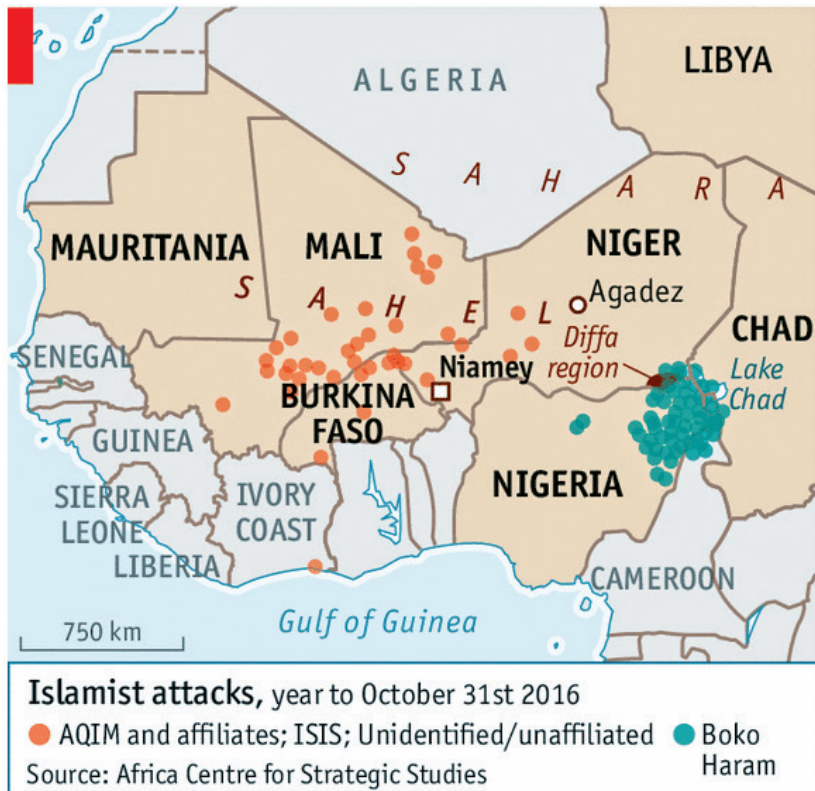 LIBYA
ALGERIA
SAHARA
MAURITANIA
MALI
NIGER
SAHEL
Agadez
CHAD
Diffa
region
Lake
Chad
SENEGAL
Niamey
BURKINA
FASO
GUINEA
NIGERIA
SIERRA
LEONE
IVORY
COAST
LIBERIA
CAMEROON
Gulf of Guinea
750 km
Islamist attacks, year to October 31st 2016
AQIM and affiliates; ISIS; Unidentified/unaffiliated
Boko
Haram
Source: Africa Centre for Strategic Studies